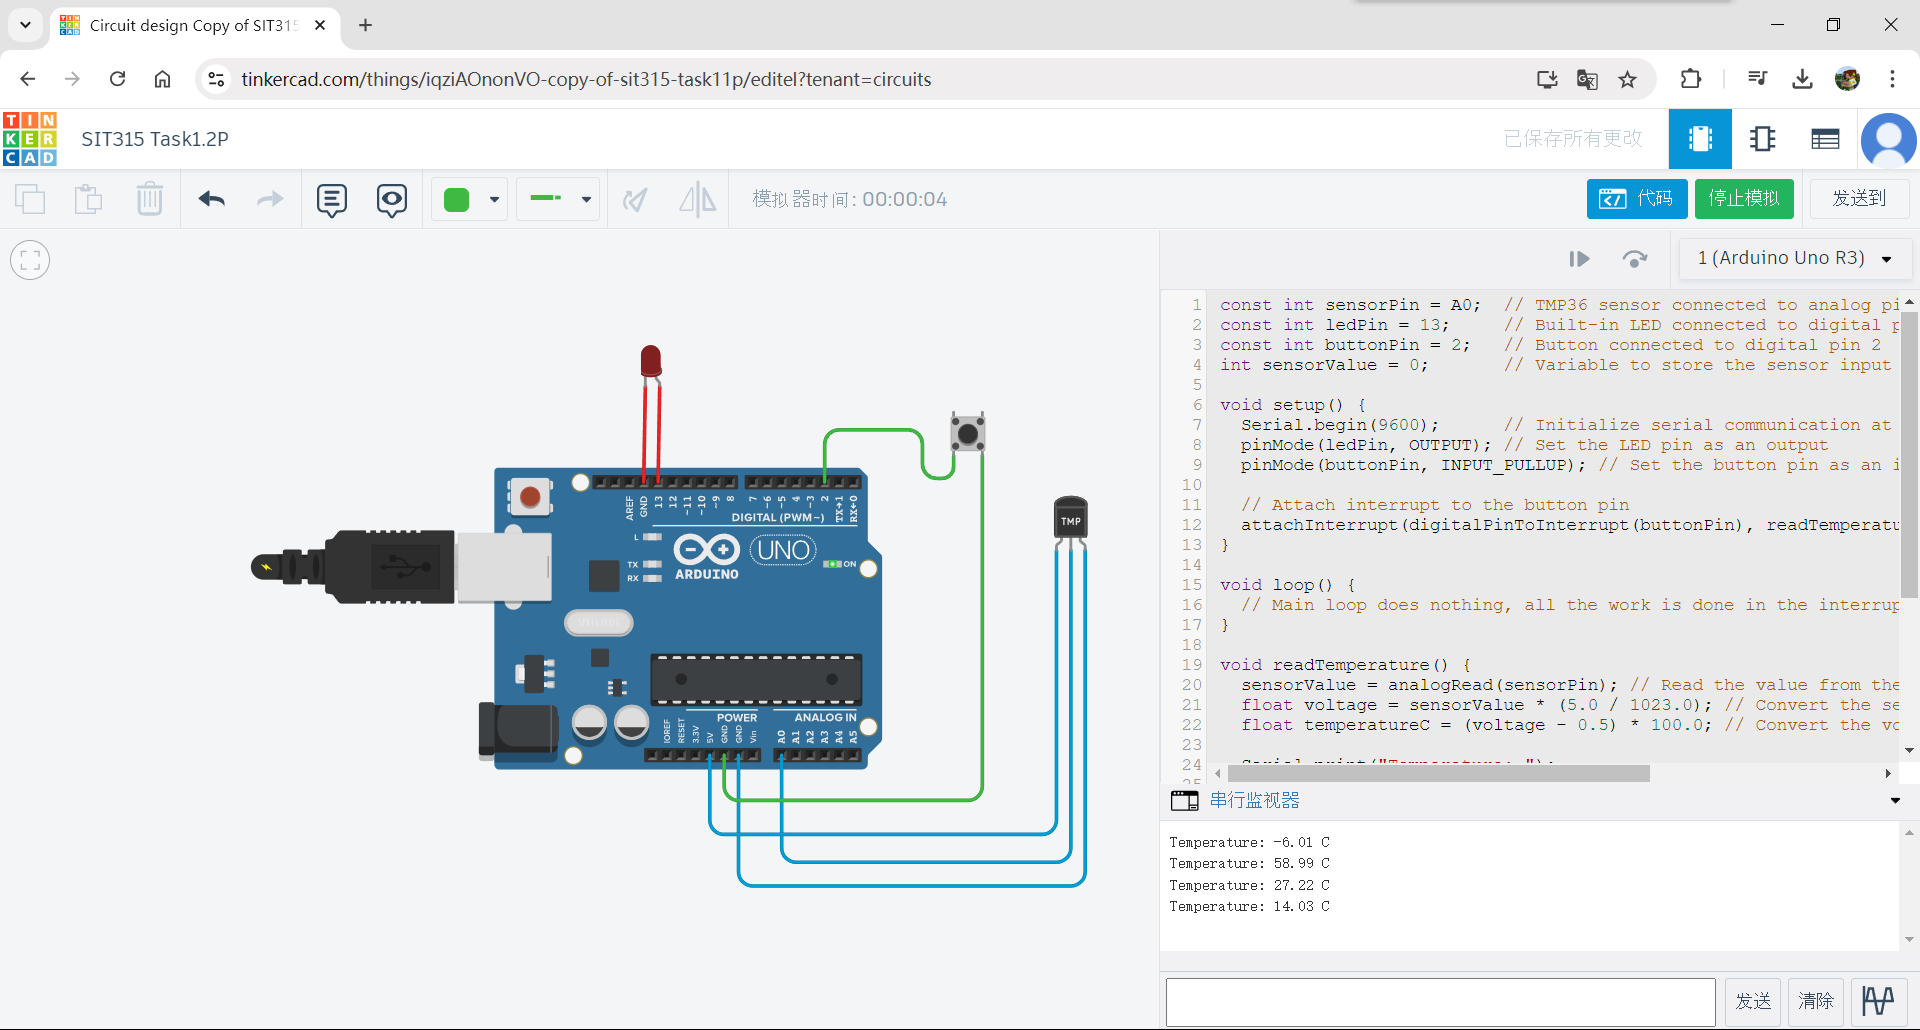 Circuit design Copy of SIT315
tinkercad.com/things/iqziAOnonVO-copy-of-sit315-task11p/editel?tenant=circuits
TIN
KER
CAD
SIT315 Task1.2P
已保存所有更改
模拟器时间: 00:00:04
代码
停止模拟
发送到
1 (Arduino Uno R3)
1 const int sensorPin = A0;  // TMP36 sensor connected to analog pi
2 const int ledPin = 13;     // Built-in LED connected to digital p
3 const int buttonPin = 2;   // Button connected to digital pin 2
4 int sensorValue = 0;       // Variable to store the sensor input
5
6 void setup() {
7   Serial.begin(9600);      // Initialize serial communication at
8   pinMode(ledPin, OUTPUT); // Set the LED pin as an output
9   pinMode(buttonPin, INPUT_PULLUP); // Set the button pin as an i
10
11   // Attach interrupt to the button pin
12   attachInterrupt(digitalPinToInterrupt(buttonPin), readTemperatu
13 }
14
15 void loop() {
16   // Main loop does nothing, all the work is done in the interrup
17 }
18
19 void readTemperature() {
20   sensorValue = analogRead(sensorPin); // Read the value from the
21   float voltage = sensorValue * (5.0 / 1023.0); // Convert the se
22   float temperatureC = (voltage - 0.5) * 100.0; // Convert the vo
23
24   Serial.print("Temperature: ");
25
AREF
GND
13
12
~11
~10
~9
8
7
~6
~5
4
~3
2
TX→1
RX←0
DIGITAL (PWM~)
L
TX
RX
ARDUINO
UNO
ON
TMP
POWER
ANALOG IN
IOREF
RESET
3.3V
5V
GND
GND
Vin
A0
A1
A2
A3
A4
A5
串行监视器
Temperature: -6.01 C
Temperature: 58.99 C
Temperature: 27.22 C
Temperature: 14.03 C
发送
清除